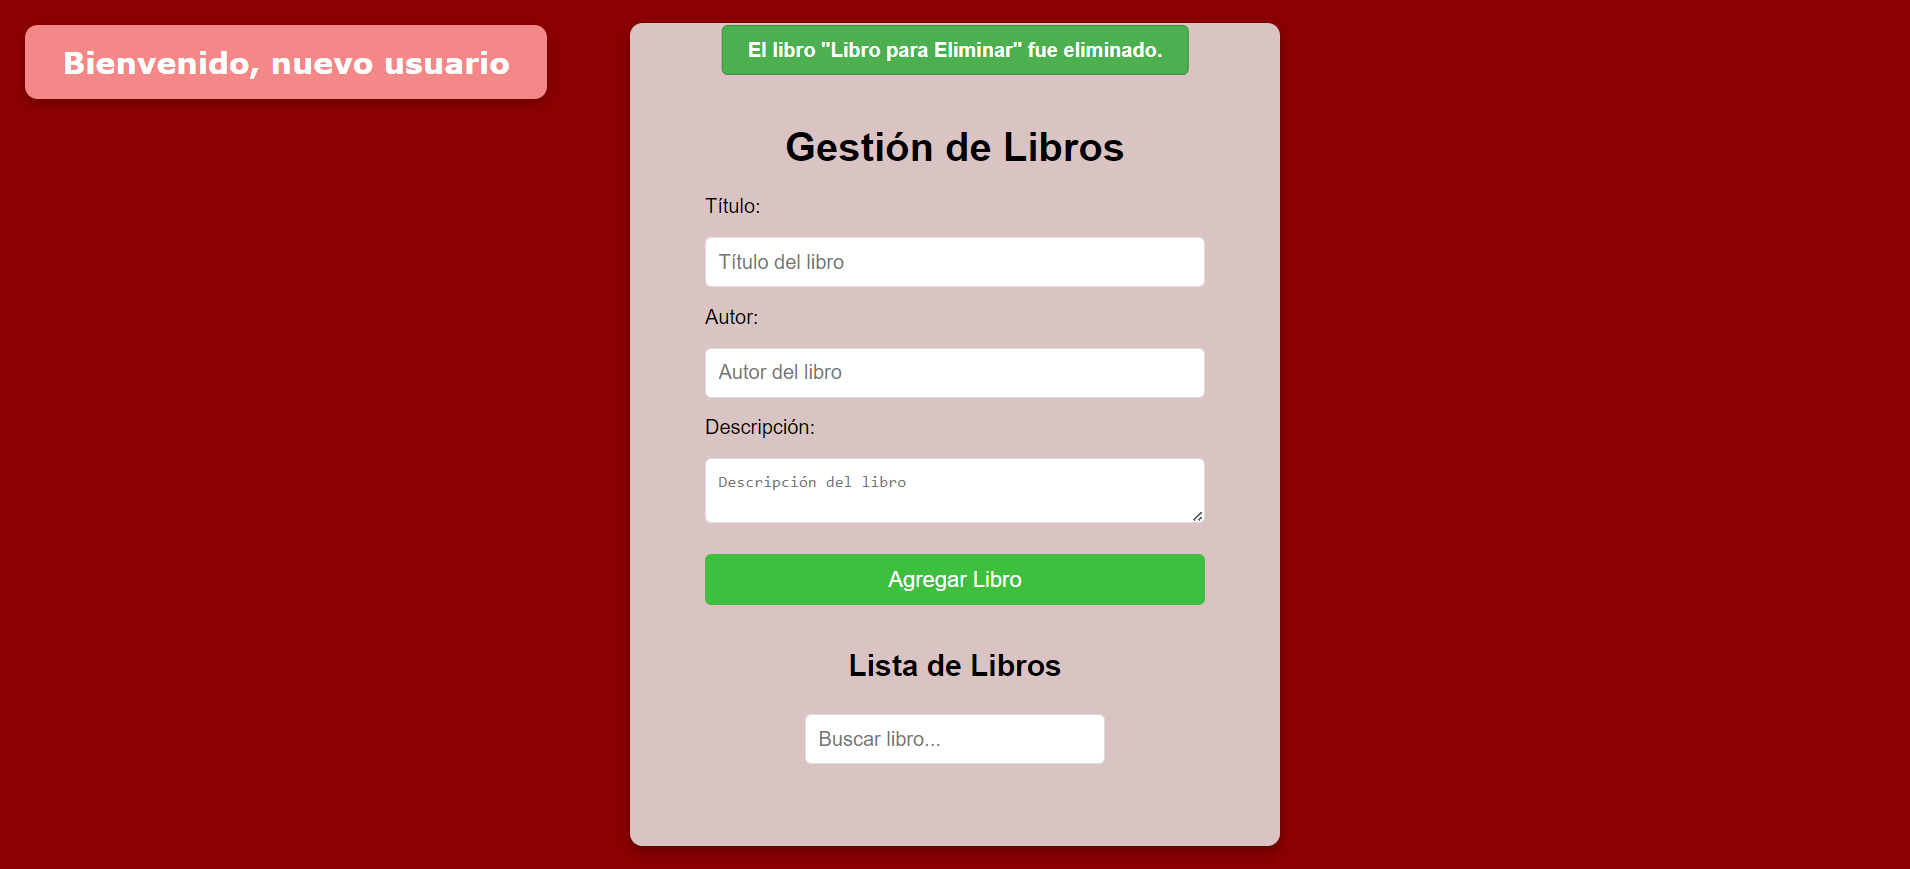 Bienvenido, nuevo usuario
El libro "Libro para Eliminar" fue eliminado.
Gestión de Libros
Título:
Título del libro
Autor:
Autor del libro
Descripción:
Descripción del libro
Agregar Libro
Lista de Libros
Buscar libro...